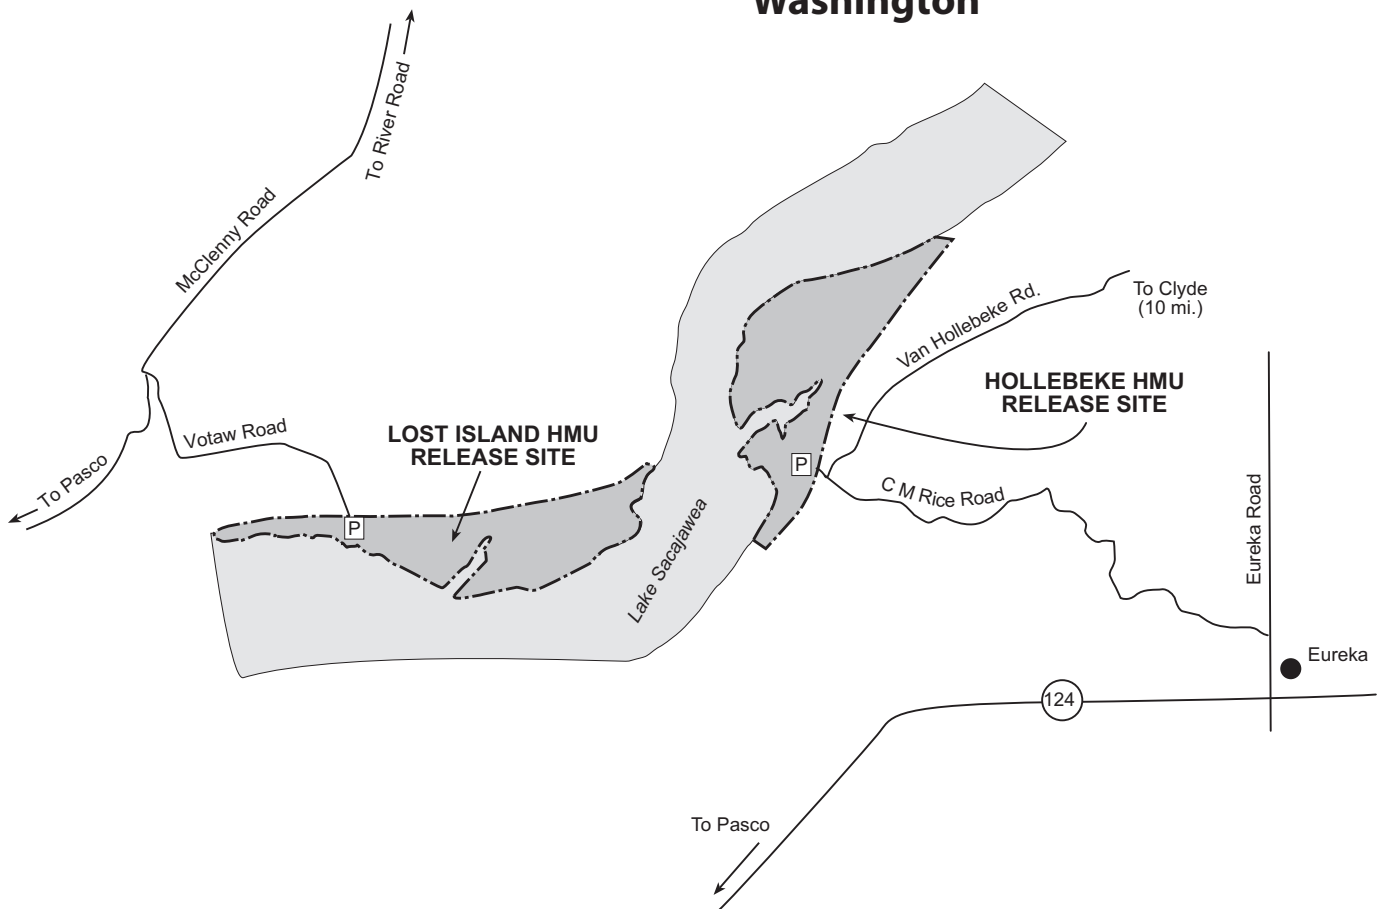 Washington
To River Road
McClenny Road
To Clyde
(10 mi.)
Van Hollebeke Rd.
HOLLEBEKE HMU
RELEASE SITE
Votaw Road
LOST ISLAND HMU
RELEASE SITE
To Pasco
P
P
C M Rice Road
Eureka Road
Lake Sacajawea
Eureka
124
To Pasco